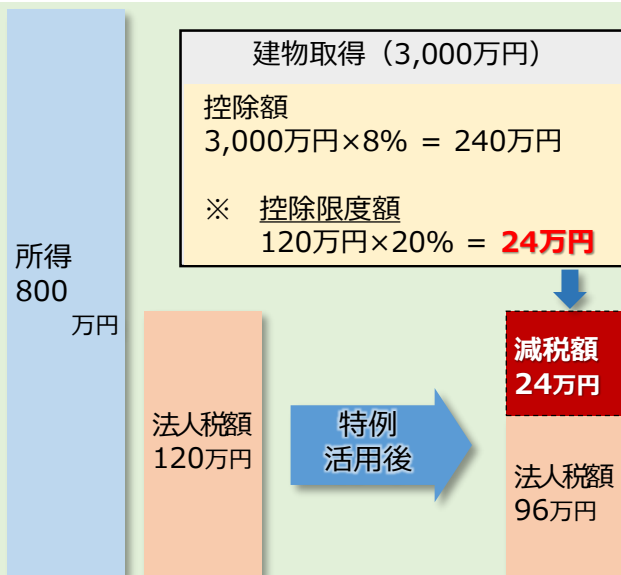 建物取得（3,000万円）
控除額
3,000万円×8% = 240万円
※ 控除限度額
120万円×20% = 24万円
所得
800
万円
法人税額
120万円
特例
活用後
減税額
24万円
法人税額
96万円